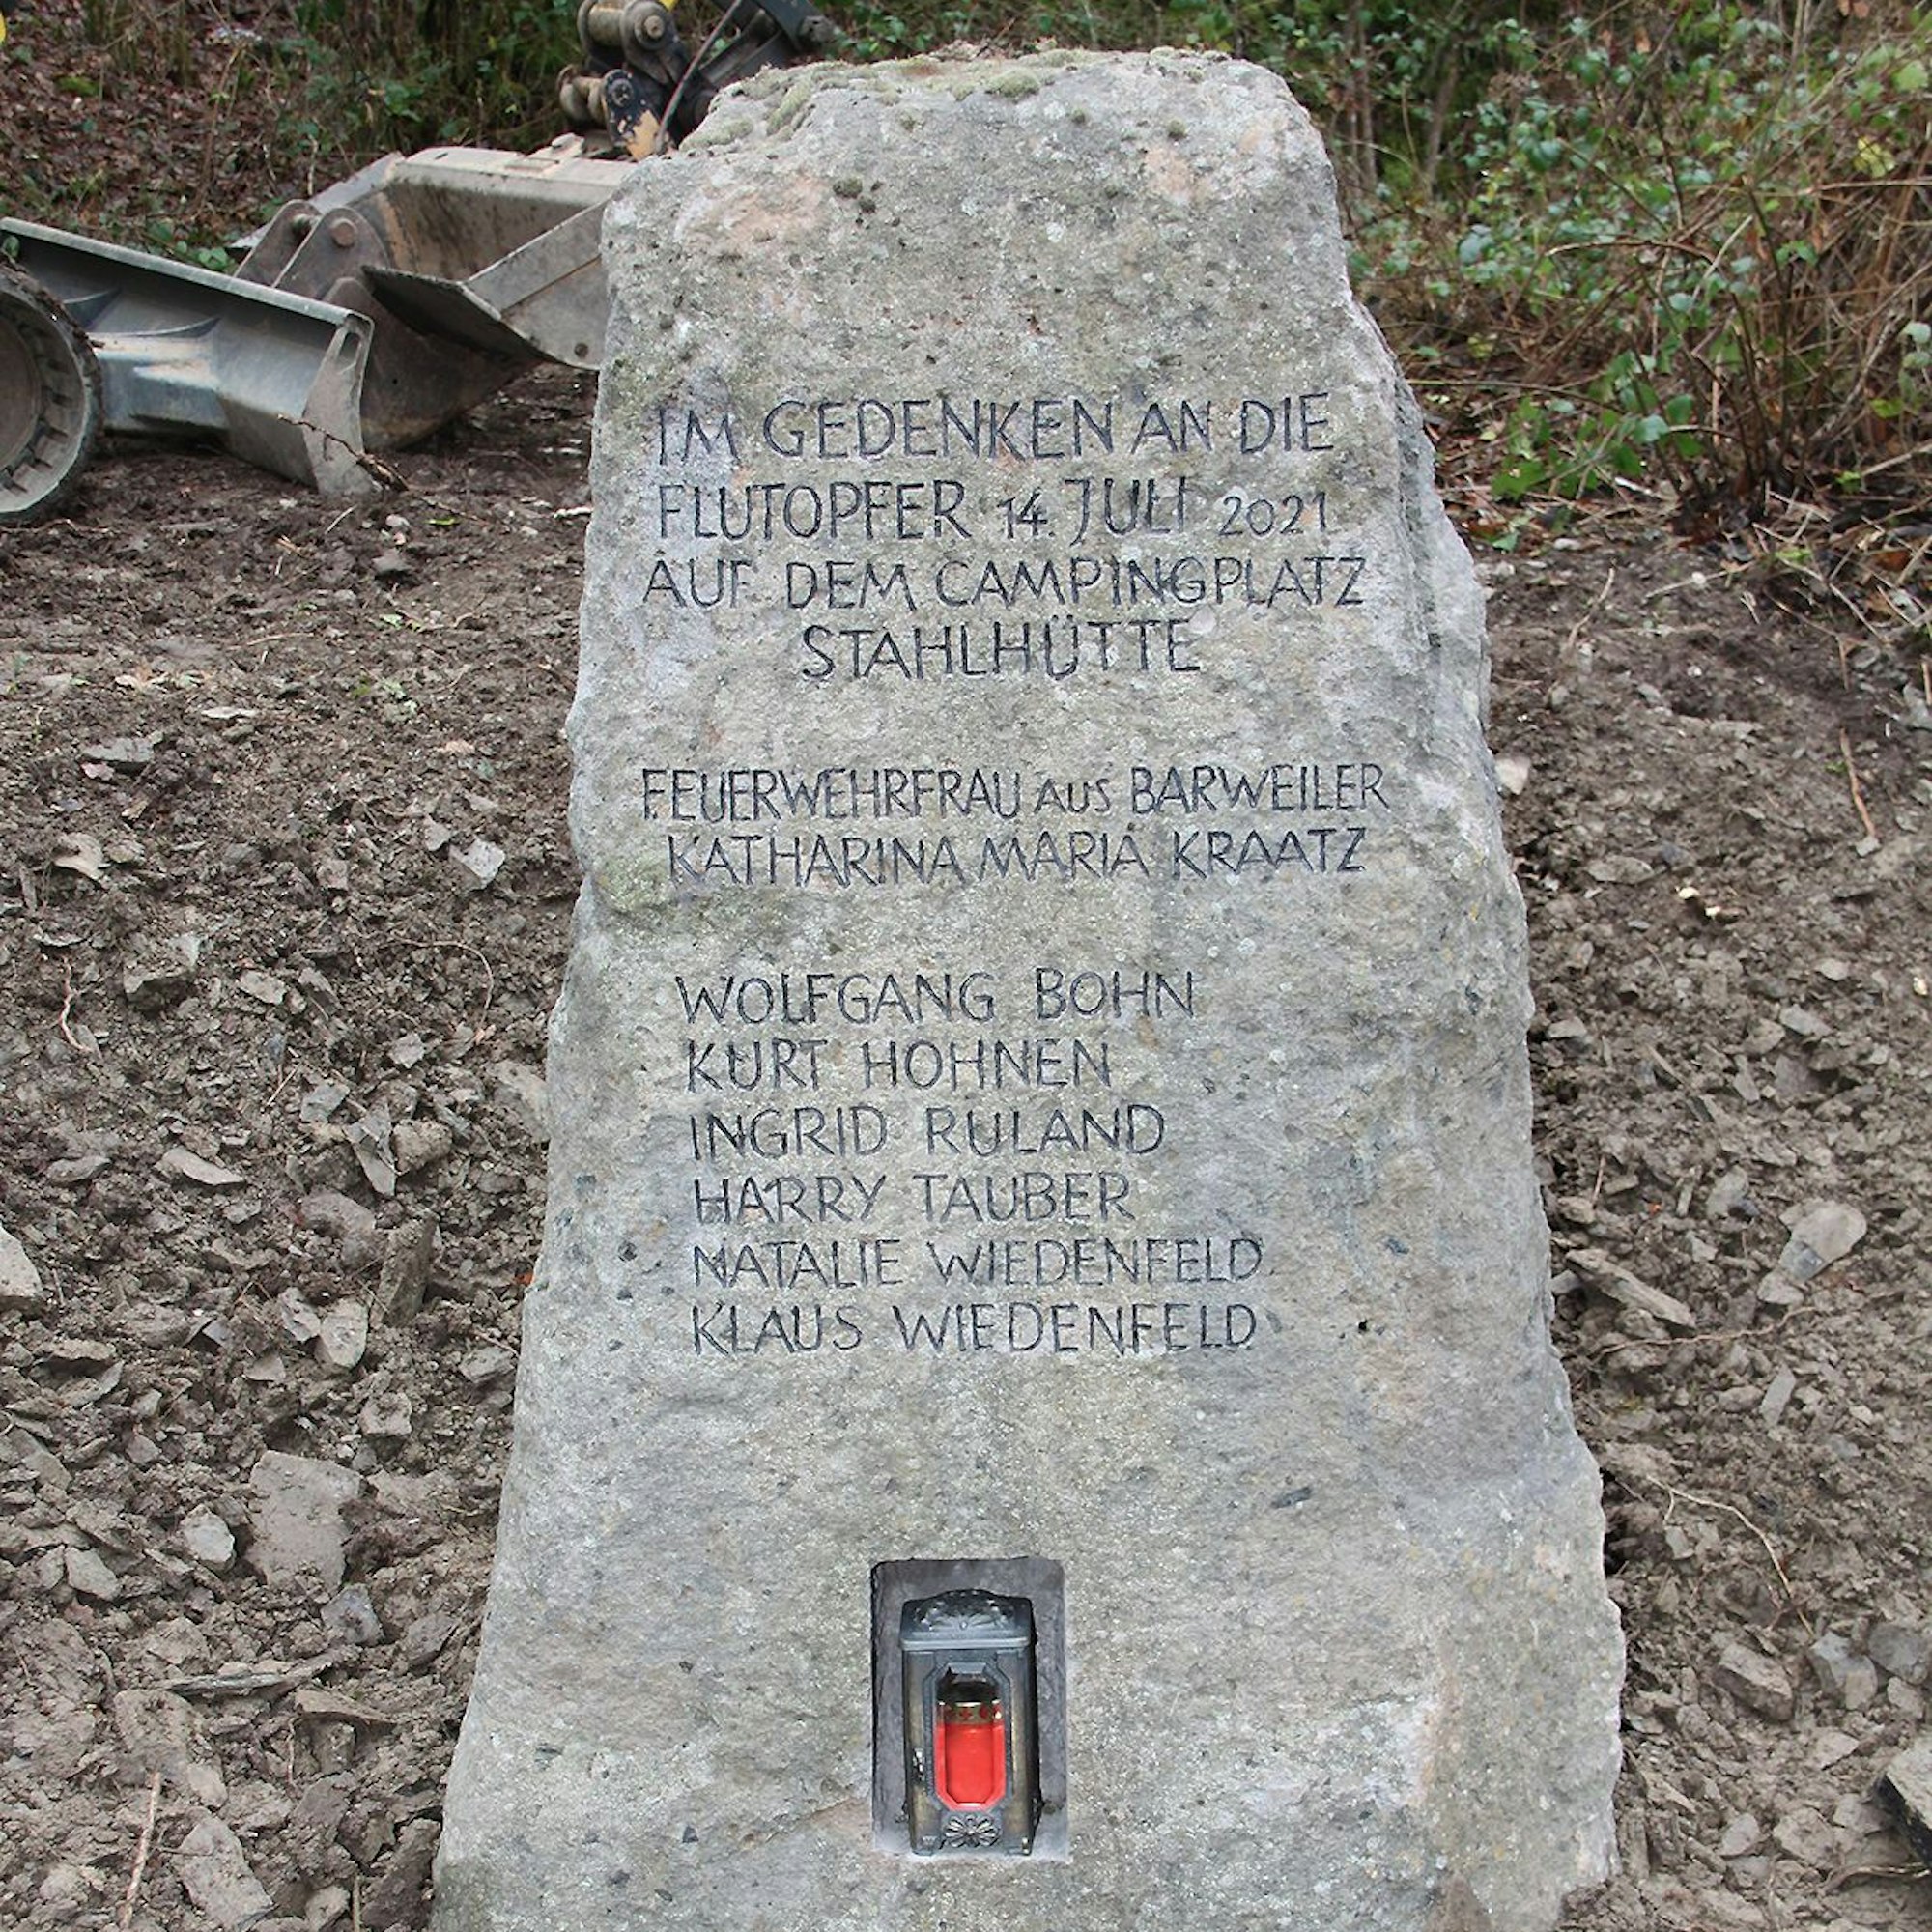 IM GEDENKEN AN DIE
FLUTOPFER 14. JULI 2021
AUF DEM CAMPINGPLATZ
STAHLHÜTTE
FEUERWEHRFRAU AUS BARWEILER
KATHARINA MARIA KRAATZ
WOLFGANG BOHN
KURT HOHNEN
INGRID RULAND
HARRY TAUBER
NATALIE WIEDENFELD
KLAUS WIEDENFELD